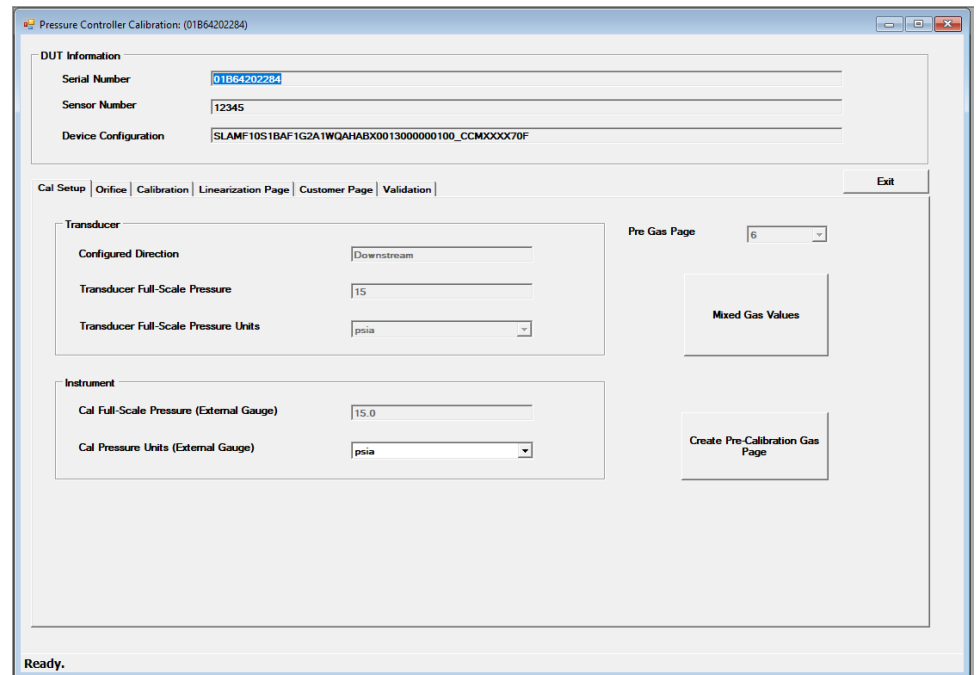 Pressure Controller Calibration: (01B64202284)
DUT Information
Serial Number 01B64202284
Sensor Number 12345
Device Configuration SLAMF10S1BAF1G2A1WQAHABX0013000000100_CCMXXXX70F
Exit
Cal Setup Orifice Calibration Linearization Page Customer Page Validation
Transducer
Configured Direction Downstream
Transducer Full-Scale Pressure 15
Transducer Full-Scale Pressure Units psia
Pre Gas Page 6
Mixed Gas Values
Instrument
Cal Full-Scale Pressure (External Gauge) 15.0
Cal Pressure Units (External Gauge) psia
Create Pre-Calibration Gas
Page
Ready.